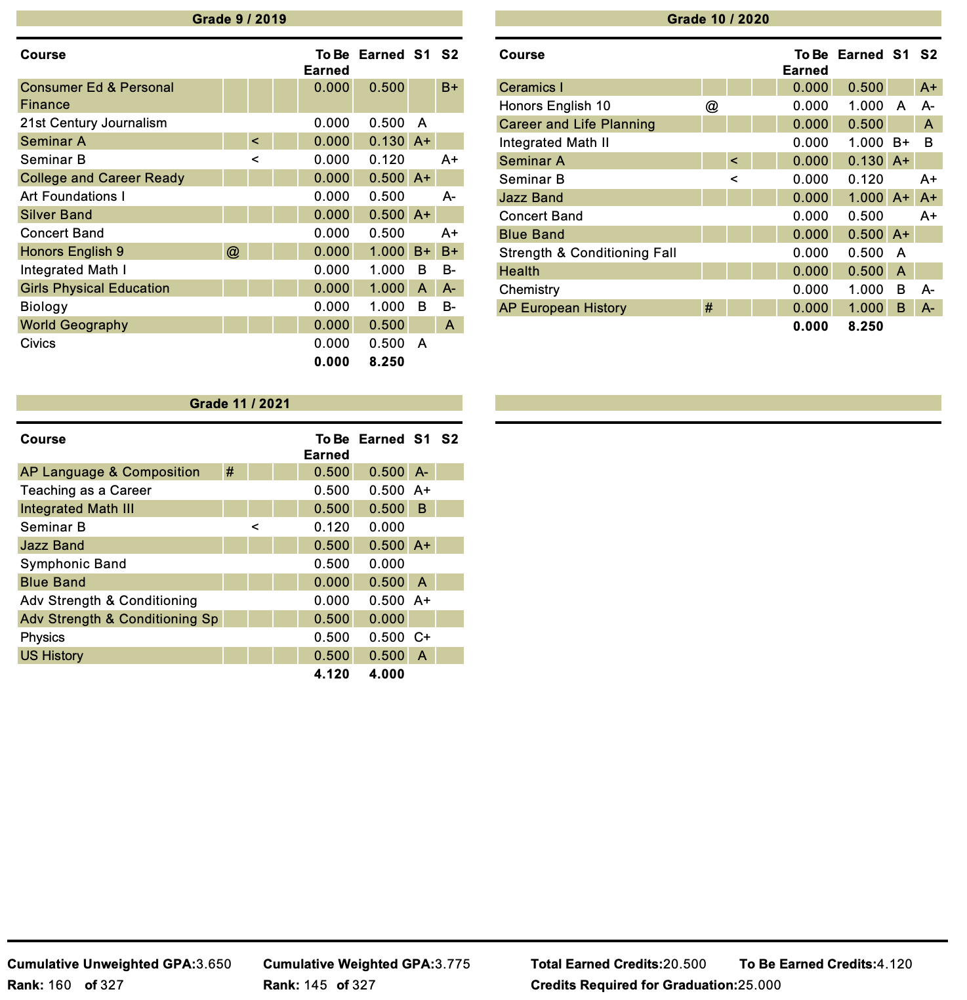 Grade 9 / 2019
Course To Be Earned Earned S1 S2
Consumer Ed & Personal Finance 0.000 0.500 B+
21st Century Journalism 0.000 0.500 A
Seminar A < 0.000 0.130 A+
Seminar B < 0.000 0.120 A+
College and Career Ready 0.000 0.500 A+
Art Foundations I 0.000 0.500 A-
Silver Band 0.000 0.500 A+
Concert Band 0.000 0.500 A+
Honors English 9 @ 0.000 1.000 B+ B+
Integrated Math I 0.000 1.000 B B-
Girls Physical Education 0.000 1.000 A A-
Biology 0.000 1.000 B B-
World Geography 0.000 0.500 A
Civics 0.000 0.500 A
0.000 8.250
Grade 10 / 2020
Course To Be Earned Earned S1 S2
Ceramics I 0.000 0.500 A+
Honors English 10 @ 0.000 1.000 A A-
Career and Life Planning 0.000 0.500 A
Integrated Math II 0.000 1.000 B+ B
Seminar A < 0.000 0.130 A+
Seminar B < 0.000 0.120 A+
Jazz Band 0.000 1.000 A+ A+
Concert Band 0.000 0.500 A+
Blue Band 0.000 0.500 A+
Strength & Conditioning Fall 0.000 0.500 A
Health 0.000 0.500 A
Chemistry 0.000 1.000 B A-
AP European History # 0.000 1.000 B A-
0.000 8.250
Grade 11 / 2021
Course To Be Earned Earned S1 S2
AP Language & Composition # 0.500 0.500 A-
Teaching as a Career 0.500 0.500 A+
Integrated Math III 0.500 0.500 B
Seminar B < 0.120 0.000
Jazz Band 0.500 0.500 A+
Symphonic Band 0.500 0.000
Blue Band 0.000 0.500 A
Adv Strength & Conditioning 0.000 0.500 A+
Adv Strength & Conditioning Sp 0.500 0.000
Physics 0.500 0.500 C+
US History 0.500 0.500 A
4.120 4.000
Cumulative Unweighted GPA:3.650 Cumulative Weighted GPA:3.775 Total Earned Credits:20.500 To Be Earned Credits:4.120
Rank: 160 of 327 Rank: 145 of 327 Credits Required for Graduation:25.000